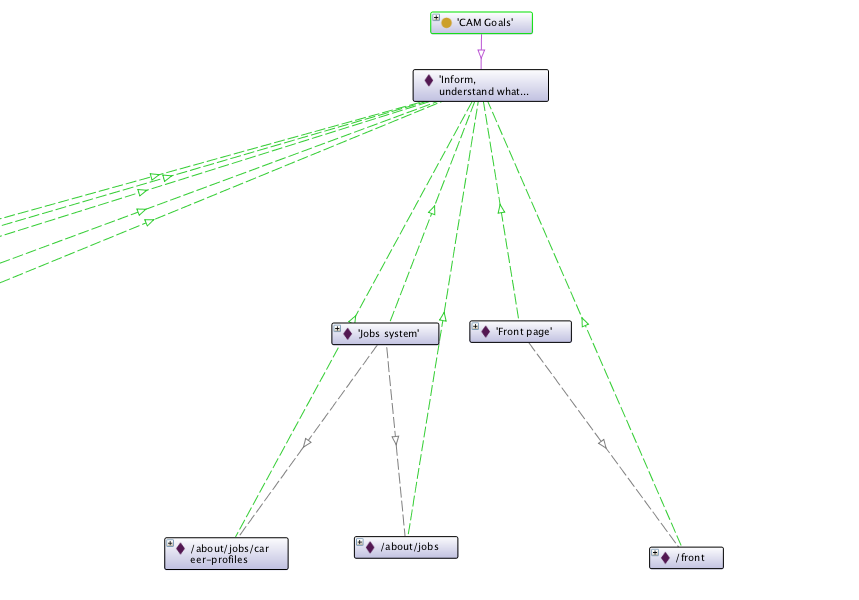 'CAM Goals'
'Inform,
understand what...
'Jobs system'
'Front page'
/about/jobs/car
eer-profiles
/about/jobs
/front